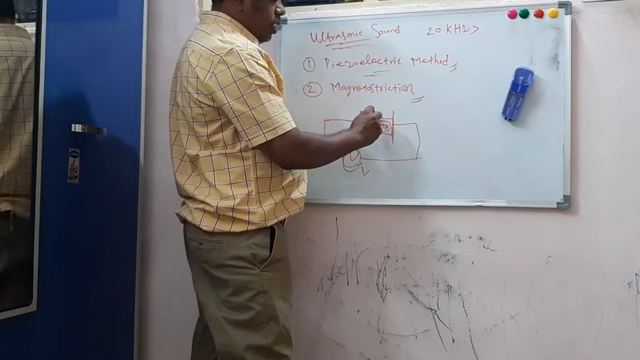 Ultrasonic Sound 20 KHz >
① Piezoelectric Method
② Magnetostriction
L